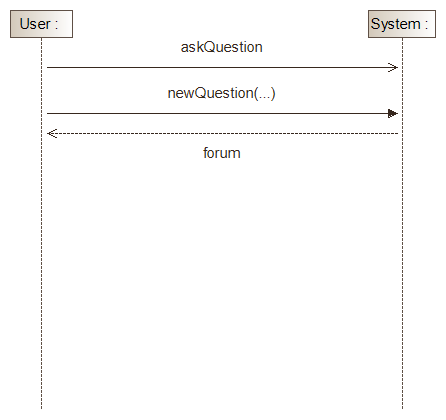 User :
System :
askQuestion
newQuestion(...)
forum